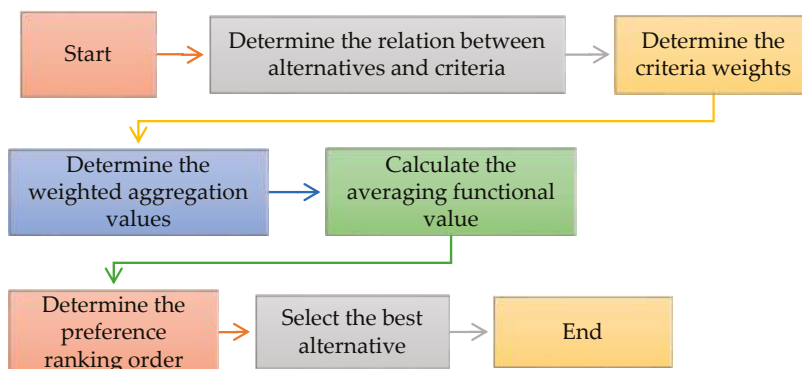 Start
Determine the relation between
alternatives and criteria
Determine the
criteria weights
Determine the
weighted aggregation
values
Calculate the
averaging functional
value
Determine the
preference
ranking order
Select the best
alternative
End